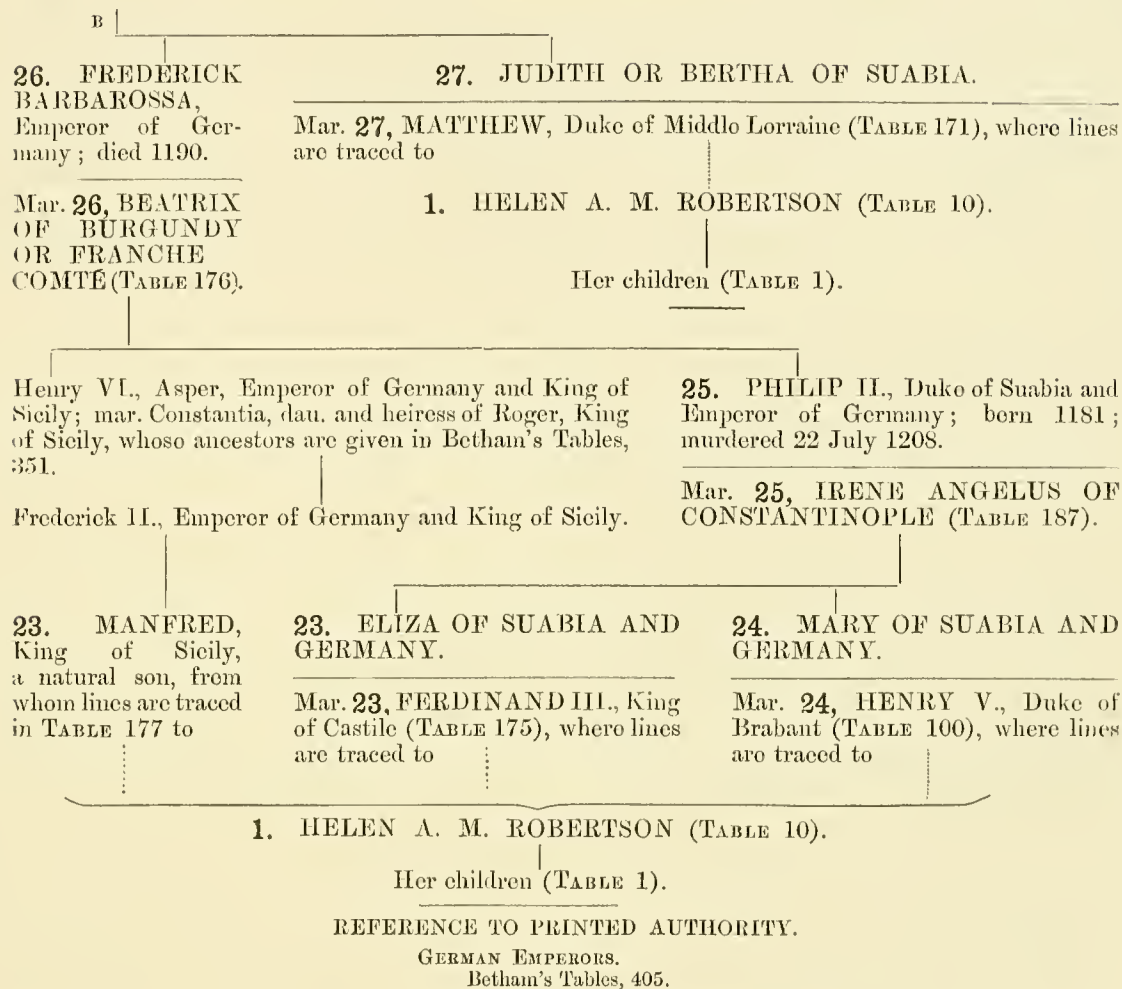 B
26. FREDERICK
BARBAROSSA,
Emperor of Ger-
many; died 1190.
Mar. 26, BEATRIX
OF BURGUNDY
OR FRANCHE
COMTÉ (TABLE 176).
27. JUDITH OR BERTHA OF SUABIA.
Mar. 27, MATTHEW, Duke of Middle Lorraine (TABLE 171), where lines
are traced to
1. HELEN A. M. ROBERTSON (TABLE 10).
Her children (TABLE 1).
Henry VI., Asper, Emperor of Germany and King of
Sicily; mar. Constantia, dau. and heiress of Roger, King
of Sicily, whose ancestors are given in Betham's Tables,
351.
Frederick II., Emperor of Germany and King of Sicily.
25. PHILIP II., Duke of Suabia and
Emperor of Germany; born 1181;
murdered 22 July 1208.
Mar. 25, IRENE ANGELUS OF
CONSTANTINOPLE (TABLE 187).
23. MANFRED,
King of Sicily,
a natural son, from
whom lines are traced
in TABLE 177 to
23. ELIZA OF SUABIA AND
GERMANY.
Mar. 23, FERDINAND III., King
of Castile (TABLE 175), where lines
are traced to
24. MARY OF SUABIA AND
GERMANY.
Mar. 24, HENRY V., Duke of
Brabant (TABLE 100), where lines
are traced to
1. HELEN A. M. ROBERTSON (TABLE 10).
Her children (TABLE 1).
REFERENCE TO PRINTED AUTHORITY.
GERMAN EMPERORS.
Betham's Tables, 405.